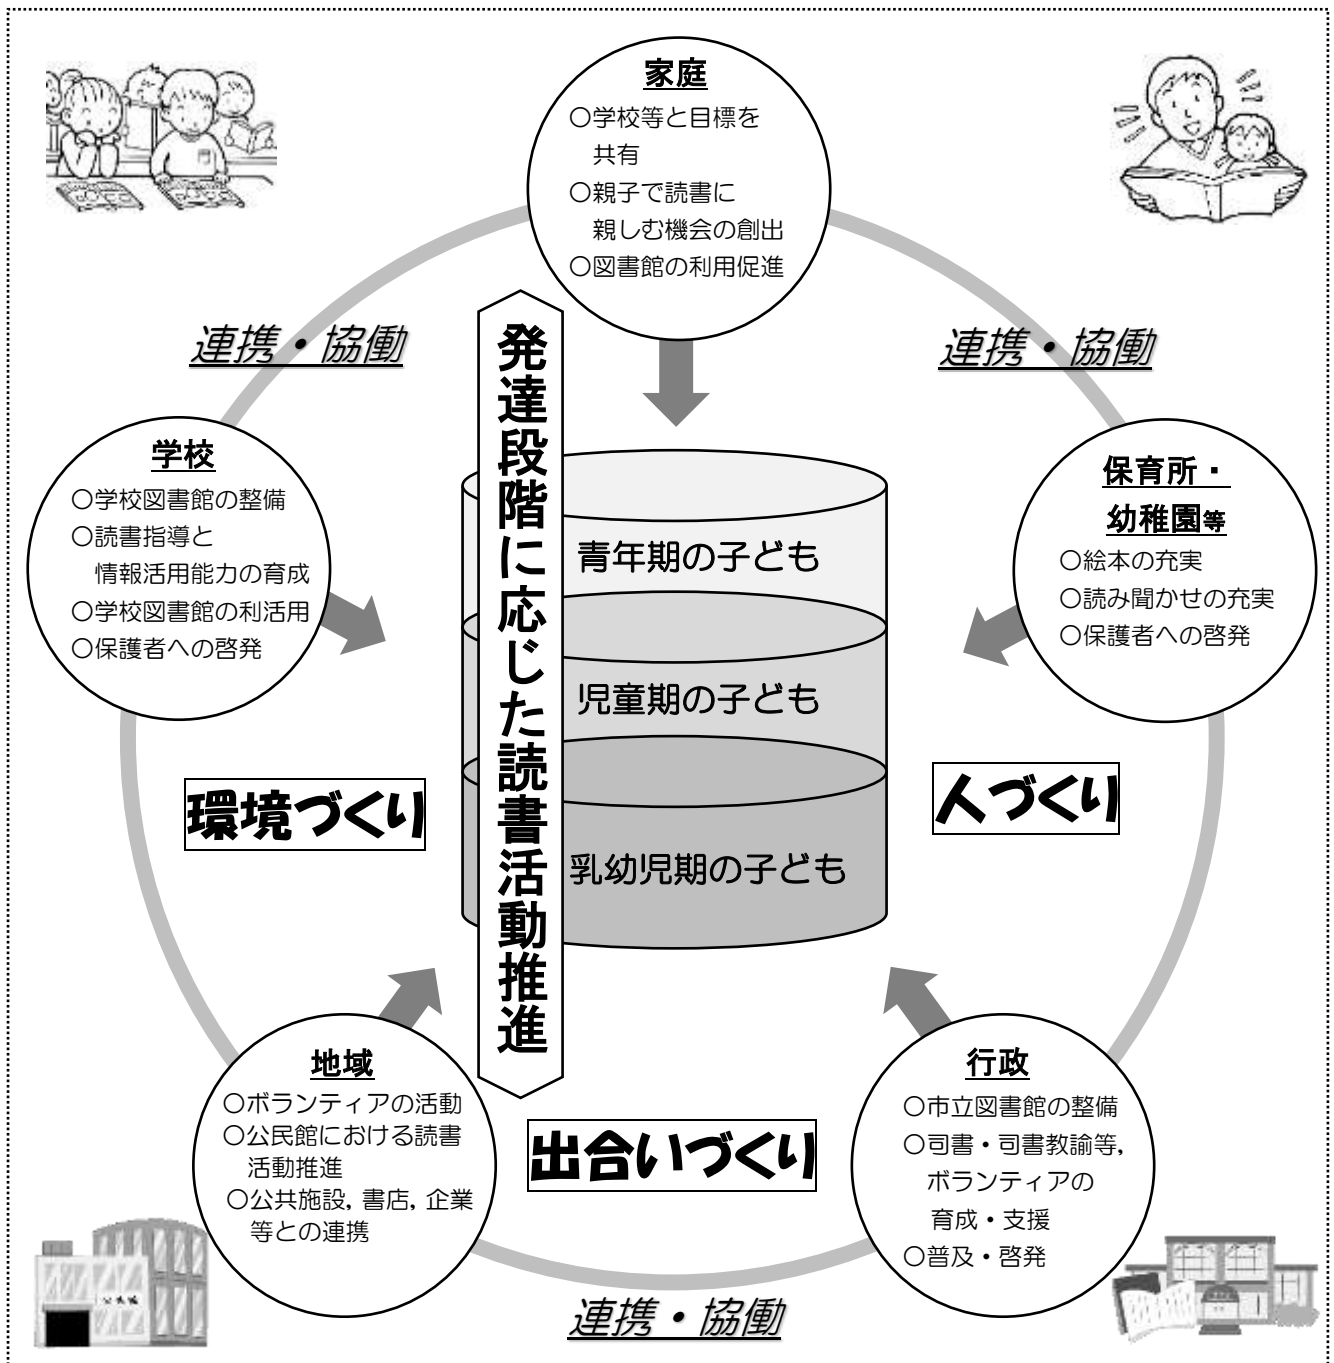 家庭
○学校等と目標を
共有
○親子で読書に
親しむ機会の創出
○図書館の利用促進
連携・協働
連携・協働
発達段階に応じた読書活動推進
学校
○学校図書館の整備
○読書指導と
情報活用能力の育成
○学校図書館の利活用
○保護者への啓発
保育所・
幼稚園等
○絵本の充実
○読み聞かせの充実
○保護者への啓発
青年期の子ども
児童期の子ども
乳幼児期の子ども
環境づくり
人づくり
地域
○ボランティアの活動
○公民館における読書
活動推進
○公共施設,書店,企業
等との連携
出合いづくり
行政
○市立図書館の整備
○司書・司書教諭等,
ボランティアの
育成・支援
○普及・啓発
連携・協働